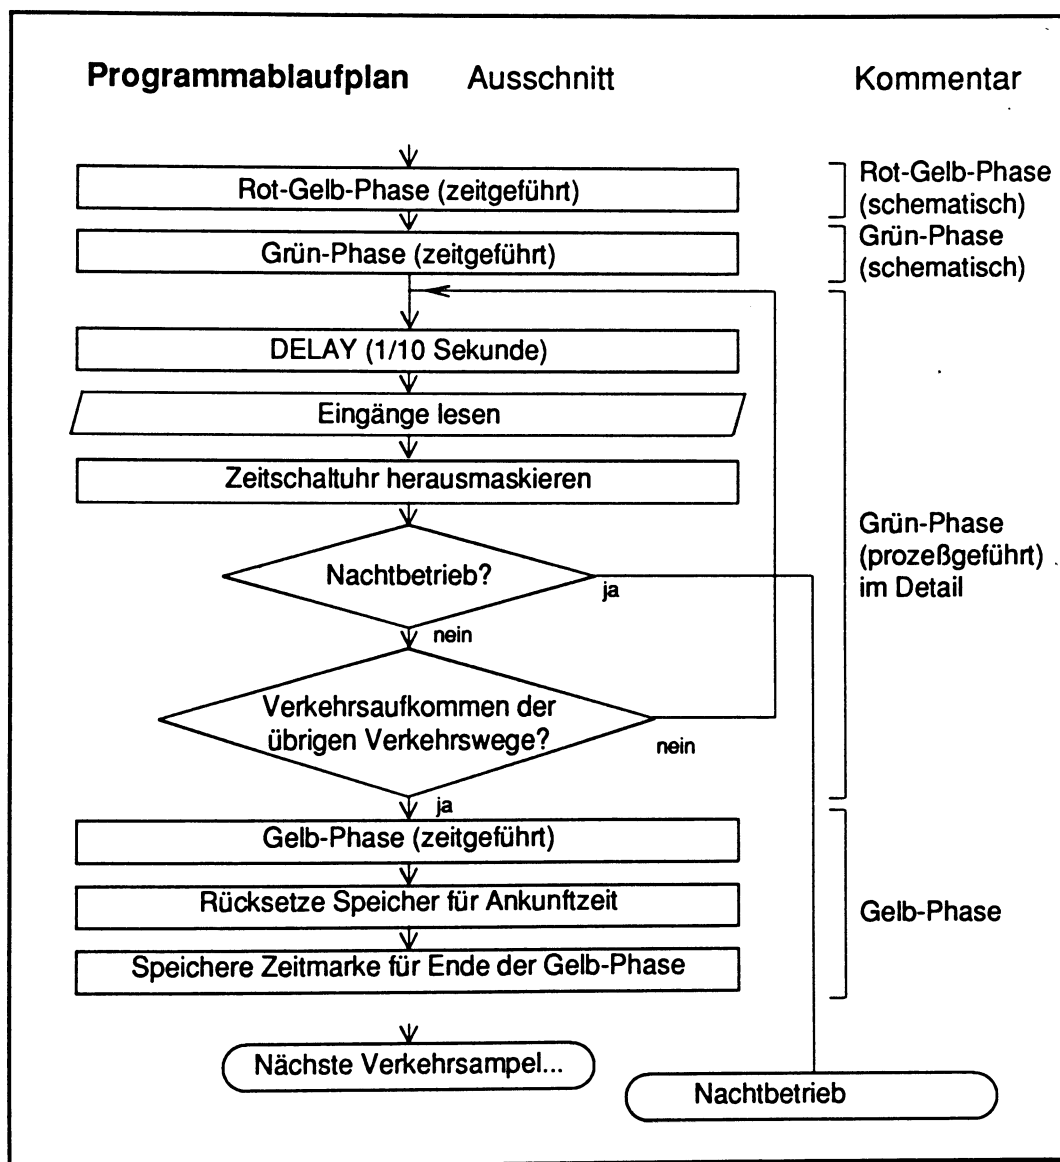 Programmablaufplan Ausschnitt Kommentar
Rot-Gelb-Phase (zeitgeführt)
Rot-Gelb-Phase
(schematisch)
Grün-Phase (zeitgeführt)
Grün-Phase
(schematisch)
DELAY (1/10 Sekunde)
Eingänge lesen
Zeitschaltuhr herausmaskieren
Nachtbetrieb?
ja
nein
Grün-Phase
(prozeßgeführt)
im Detail
Verkehrsaufkommen der
übrigen Verkehrswege?
nein
ja
Gelb-Phase (zeitgeführt)
Rücksetze Speicher für Ankunftzeit
Speichere Zeitmarke für Ende der Gelb-Phase
Gelb-Phase
Nächste Verkehrsampel...
Nachtbetrieb